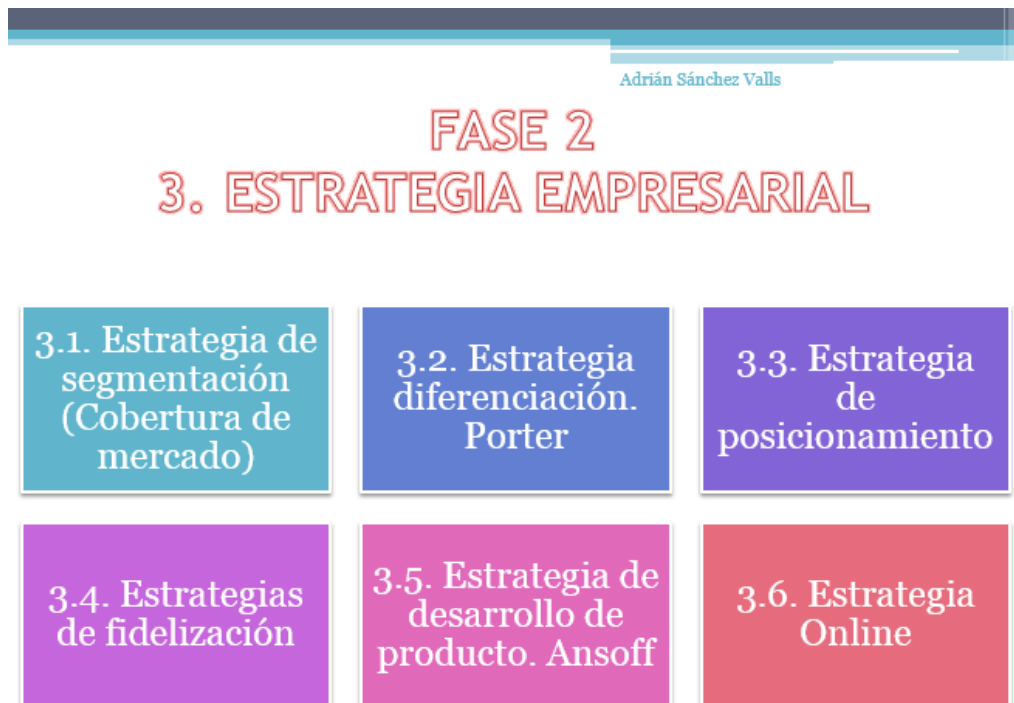 Adrián Sánchez Valls
FASE 2
3. ESTRATEGIA EMPRESARIAL
3.1. Estrategia de
segmentación
(Cobertura de
mercado)
3.2. Estrategia
diferenciación.
Porter
3.3. Estrategia
de
posicionamiento
3.4. Estrategias
de fidelización
3.5. Estrategia de
desarrollo de
producto. Ansoff
3.6. Estrategia
Online